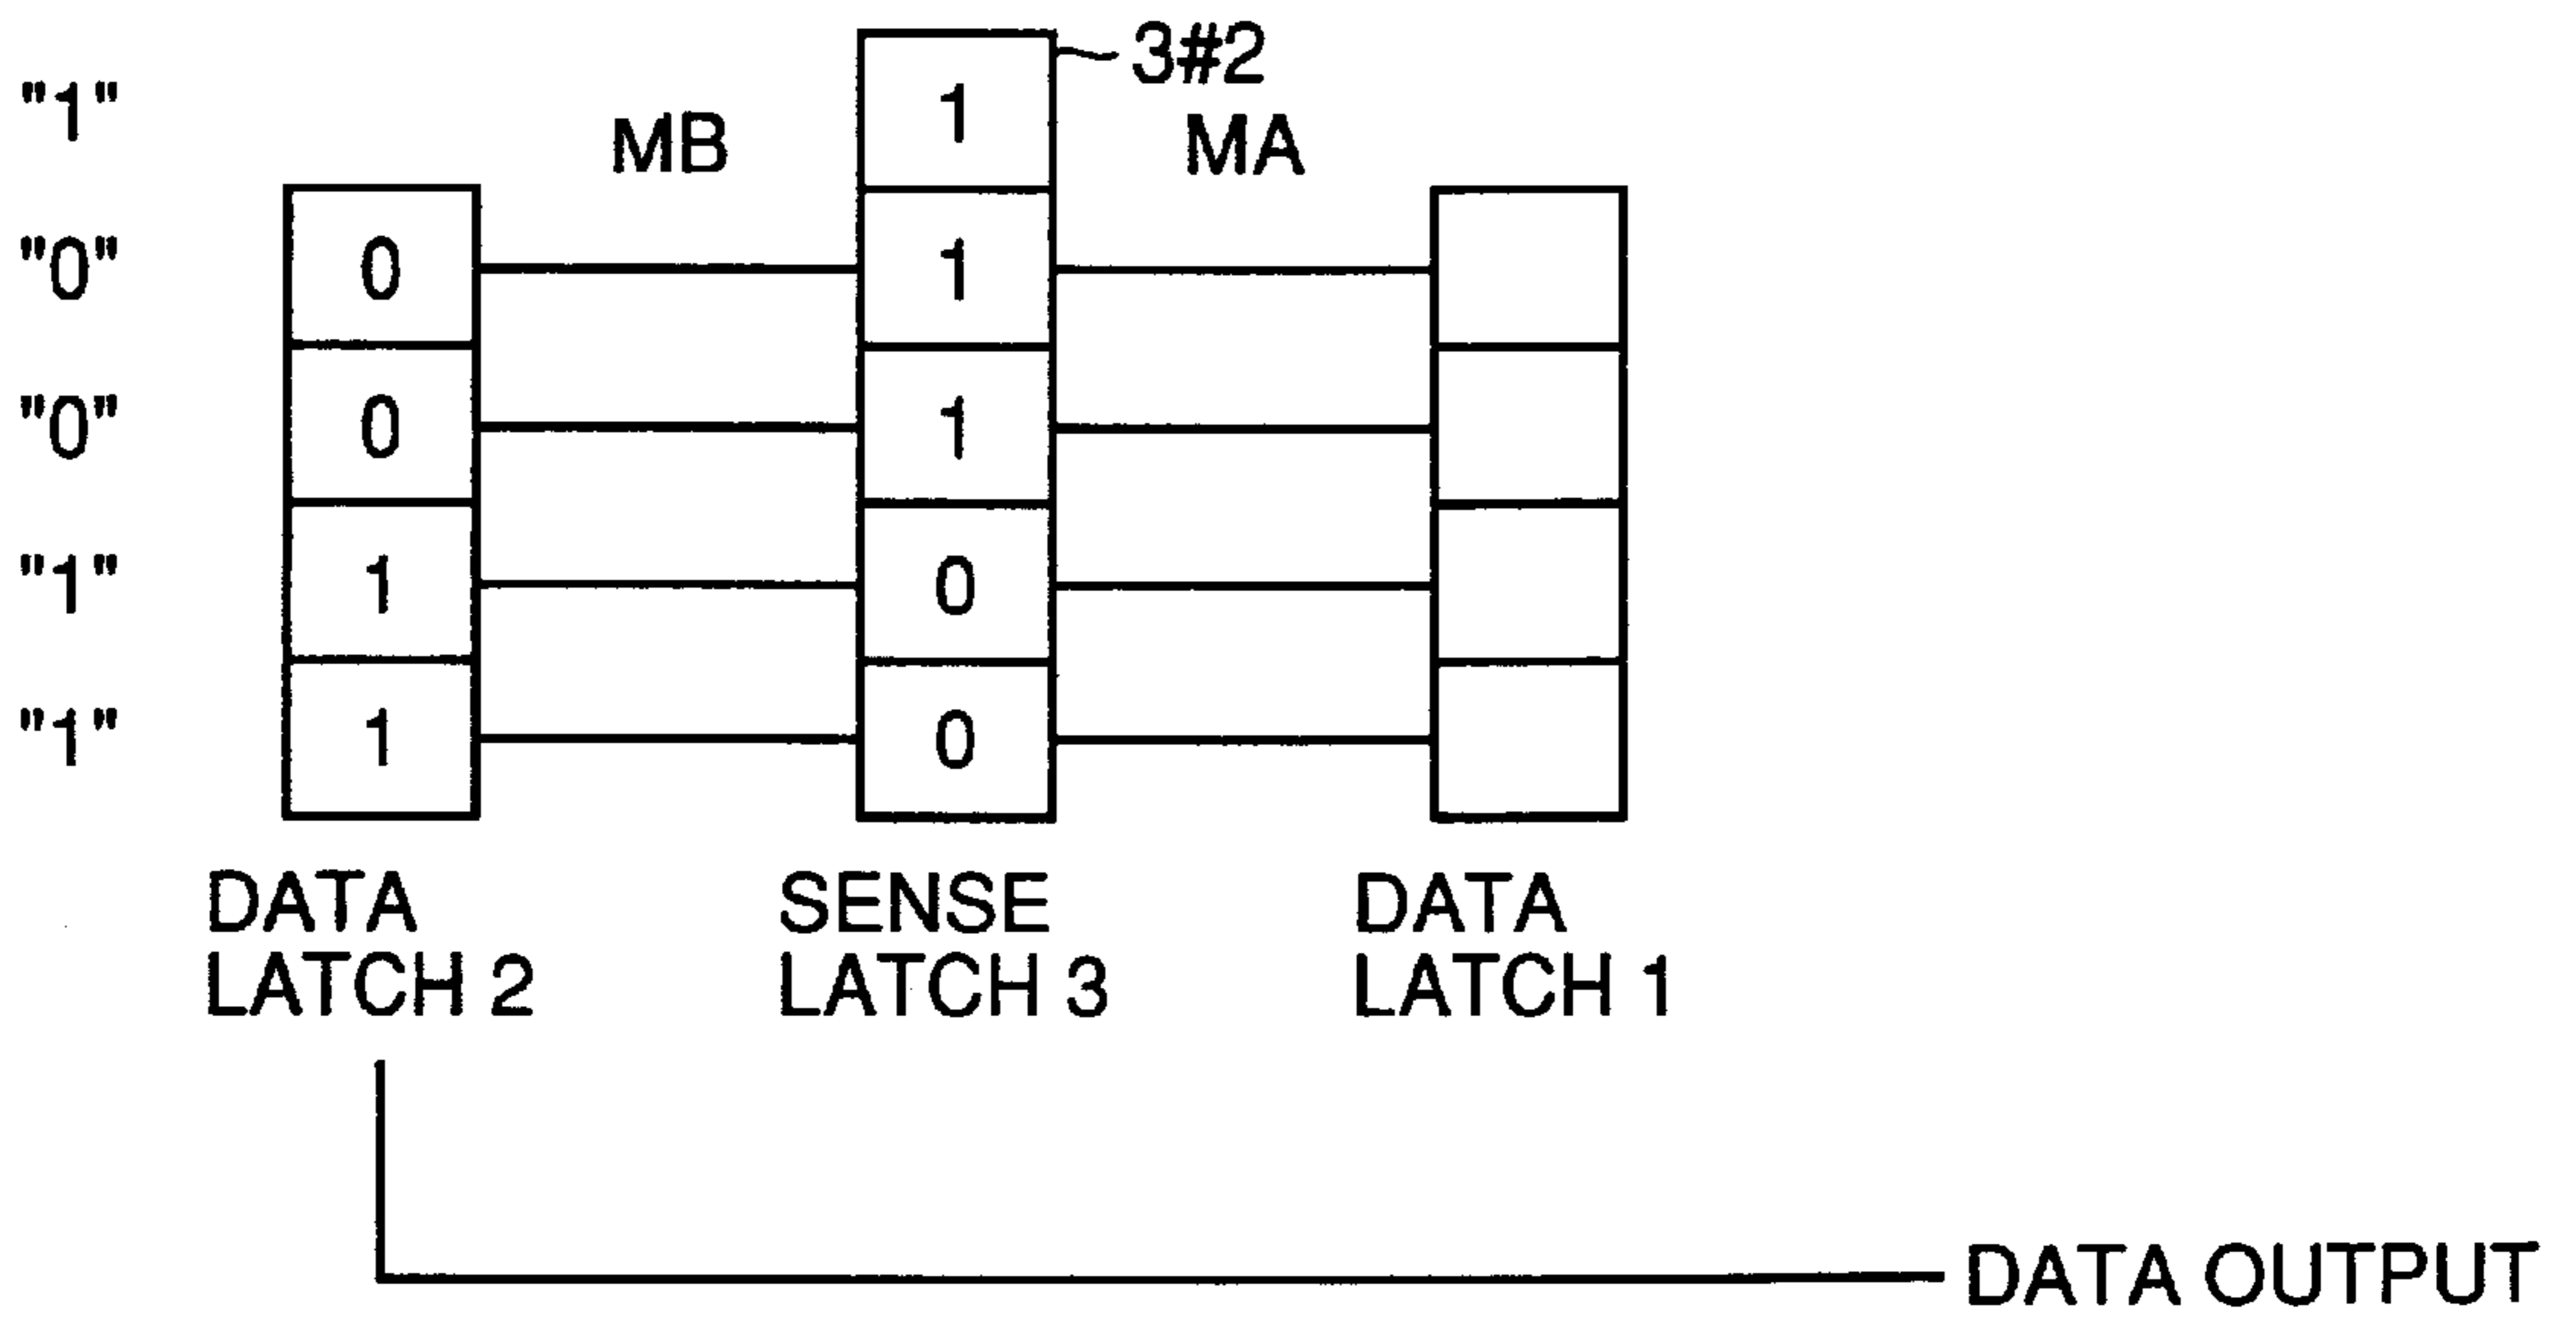 3#2
"1" 1
MB MA
"0" 0 1
"0" 0 1
"1" 1 0
"1" 1 0
DATA LATCH 2
SENSE LATCH 3
DATA LATCH 1
DATA OUTPUT